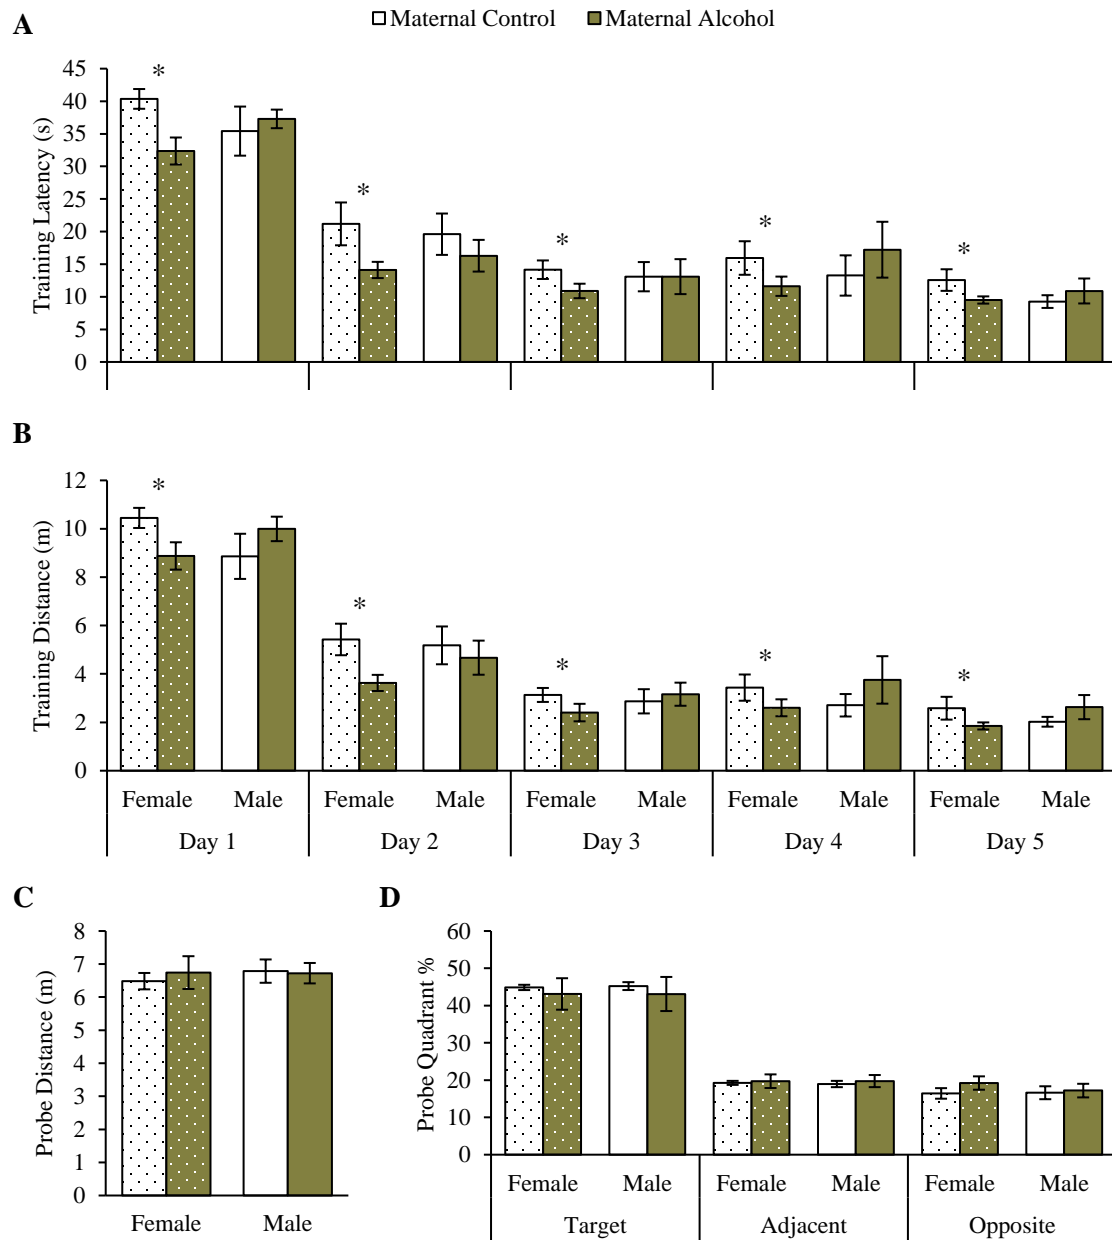 A
Maternal Control Maternal Alcohol
Training Latency (s)
45
40
35
30
25
20
15
10
5
0
* * * * *
B
Training Distance (m)
12
10
8
6
4
2
0
* * * * *
Female Male Female Male Female Male Female Male Female Male
Day 1 Day 2 Day 3 Day 4 Day 5
C
Probe Distance (m)
8
7
6
5
4
3
2
1
0
Female Male
D
Probe Quadrant %
60
50
40
30
20
10
0
Female Male Female Male Female Male
Target Adjacent Opposite